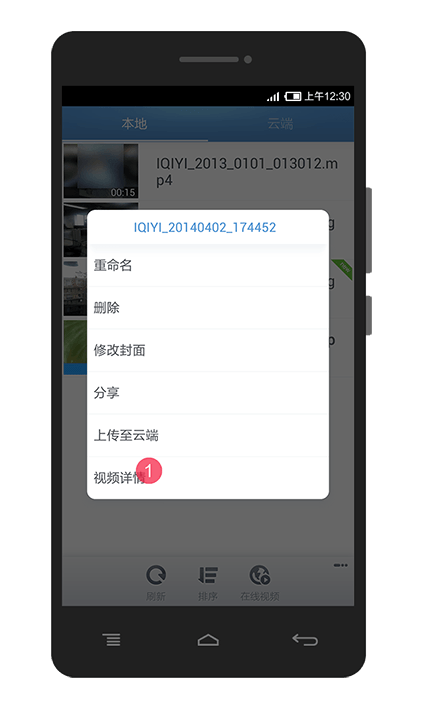 上午12:30
本地
云端
IQIYI_2013_0101_013012.m
p4
00:15
g
g
p
IQIYI_20140402_174452
重命名
删除
修改封面
分享
上传至云端
视频详情
1
刷新
排序
在线视频